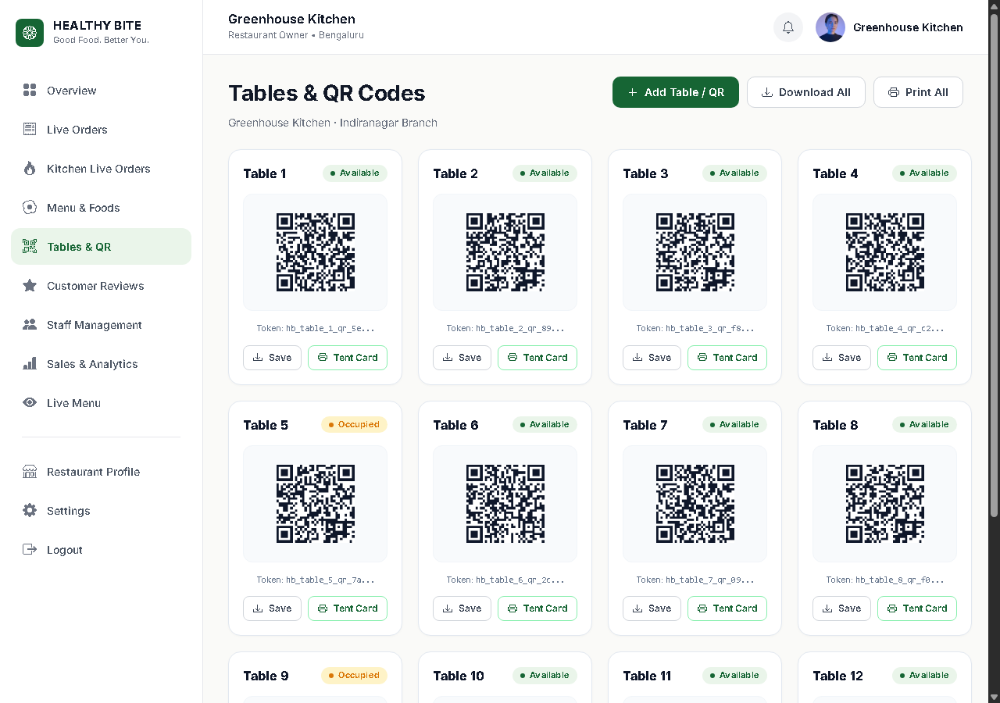 HEALTHY BITE
Good Food. Better You.
Overview
Live Orders
Kitchen Live Orders
Menu & Foods
Tables & QR
Customer Reviews
Staff Management
Sales & Analytics
Live Menu
Restaurant Profile
Settings
Logout
Greenhouse Kitchen
Restaurant Owner • Bengaluru
Greenhouse Kitchen
Tables & QR Codes
Greenhouse Kitchen · Indiranagar Branch
+ Add Table / QR
Download All
Print All
Table 1 Available
Token: hb_table_1_qr_5e...
Save Tent Card
Table 2 Available
Token: hb_table_2_qr_89...
Save Tent Card
Table 3 Available
Token: hb_table_3_qr_f8...
Save Tent Card
Table 4 Available
Token: hb_table_4_qr_c2...
Save Tent Card
Table 5 Occupied
Token: hb_table_5_qr_7a...
Save Tent Card
Table 6 Available
Token: hb_table_6_qr_2c...
Save Tent Card
Table 7 Available
Token: hb_table_7_qr_09...
Save Tent Card
Table 8 Available
Token: hb_table_8_qr_f0...
Save Tent Card
Table 9 Occupied
Table 10 Available
Table 11 Available
Table 12 Available